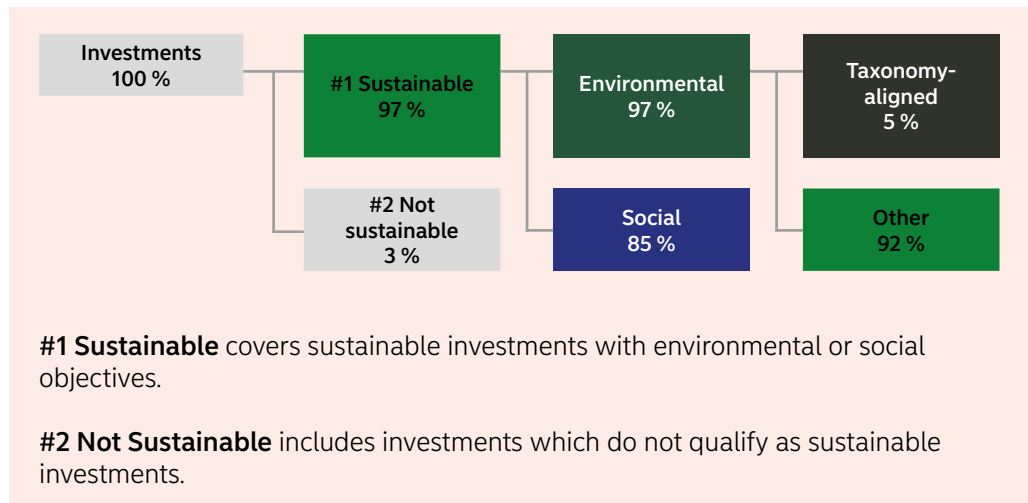 Investments
100 %
#1 Sustainable
97 %
Environmental
97 %
Taxonomy-
aligned
5 %
#2 Not
sustainable
3 %
Social
85 %
Other
92 %
#1 Sustainable covers sustainable investments with environmental or social
objectives.
#2 Not Sustainable includes investments which do not qualify as sustainable
investments.